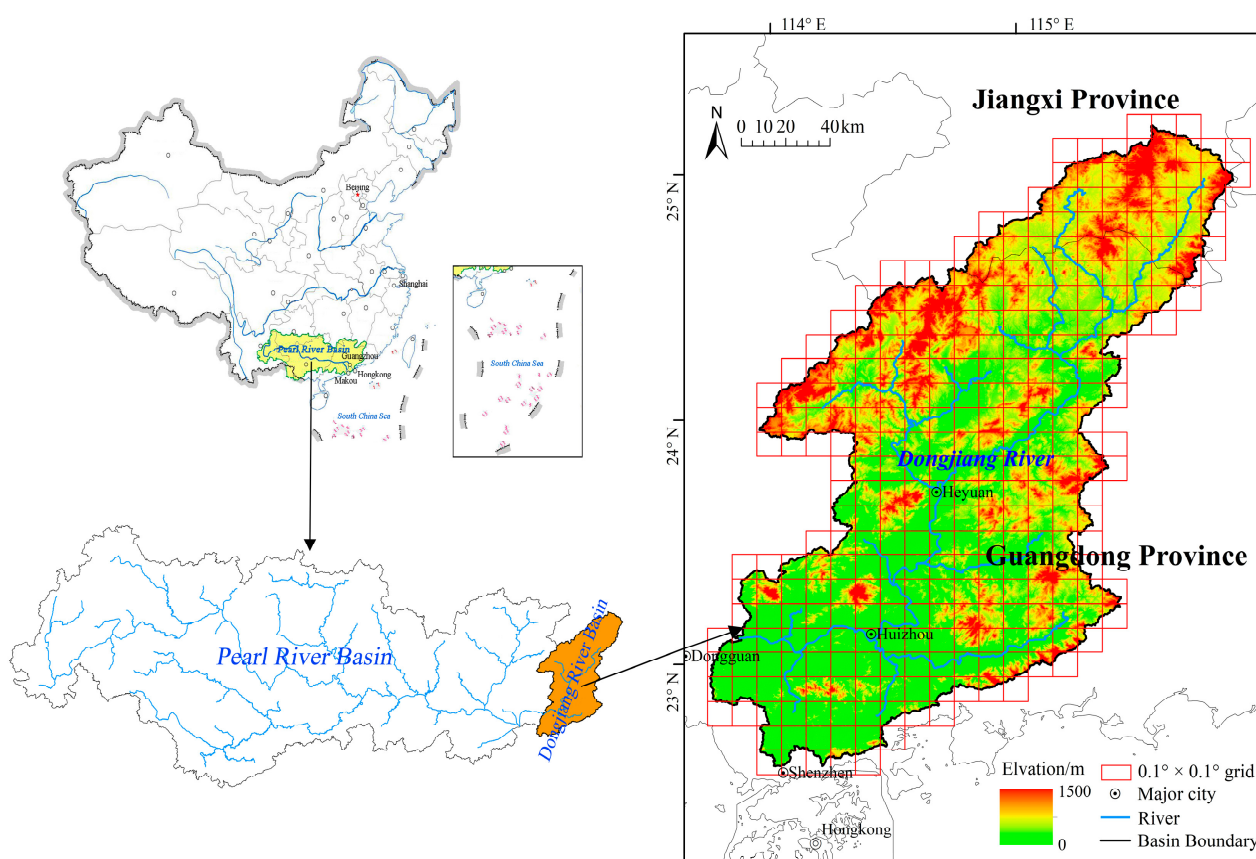 Beijing
Shanghai
Pearl River Basin
Guangzhou
Hongkong
Makou
South China Sea
South China Sea
Pearl River Basin
Dongjiang River Basin
114° E
115° E
25° N
24° N
23° N
N
0 10 20 40 km
Jiangxi Province
Dongjiang River
Heyuan
Guangdong Province
Huizhou
Dongguan
Shenzhen
Hongkong
Elvation/m
1500
0
0.1° × 0.1° grid
Major city
River
Basin Boundary